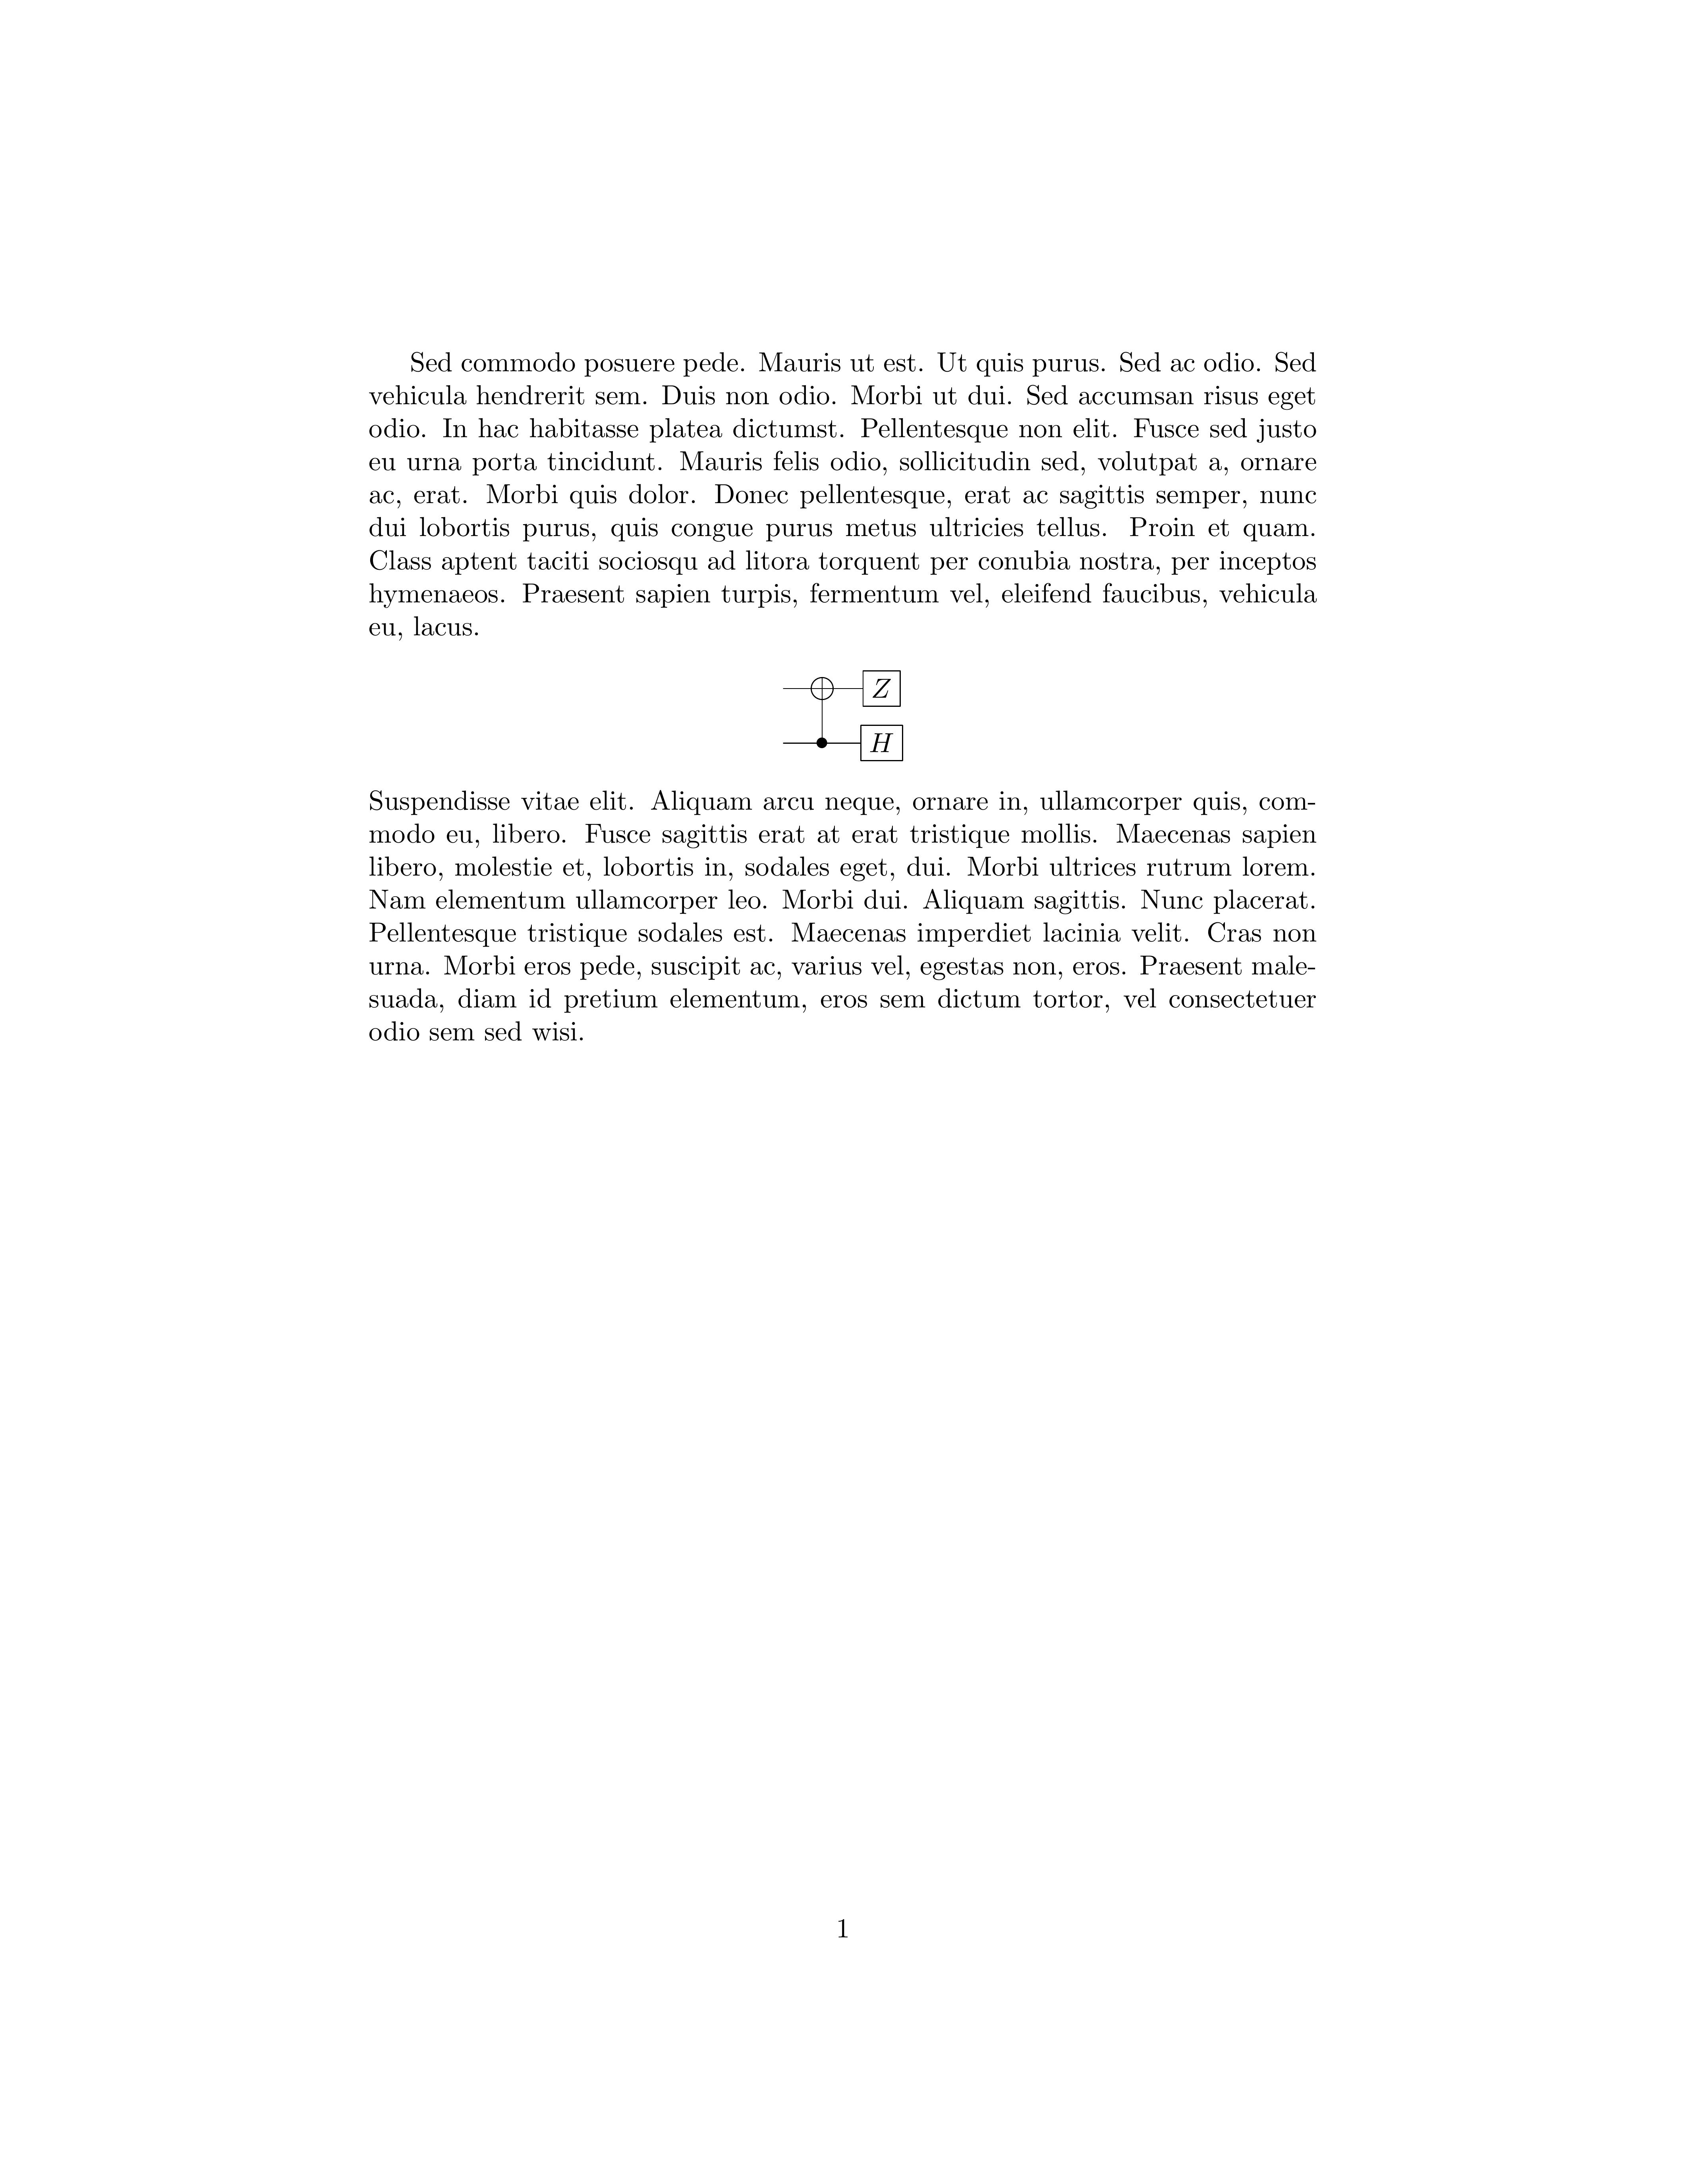 Sed commodo posuere pede. Mauris ut est. Ut quis purus. Sed ac odio. Sed
vehicula hendrerit sem. Duis non odio. Morbi ut dui. Sed accumsan risus eget
odio. In hac habitasse platea dictumst. Pellentesque non elit. Fusce sed justo
eu urna porta tincidunt. Mauris felis odio, sollicitudin sed, volutpat a, ornare
ac, erat. Morbi quis dolor. Donec pellentesque, erat ac sagittis semper, nunc
dui lobortis purus, quis congue purus metus ultricies tellus. Proin et quam.
Class aptent taciti sociosqu ad litora torquent per conubia nostra, per inceptos
hymenaeos. Praesent sapien turpis, fermentum vel, eleifend faucibus, vehicula
eu, lacus.
Z
H
Suspendisse vitae elit. Aliquam arcu neque, ornare in, ullamcorper quis, com-
modo eu, libero. Fusce sagittis erat at erat tristique mollis. Maecenas sapien
libero, molestie et, lobortis in, sodales eget, dui. Morbi ultrices rutrum lorem.
Nam elementum ullamcorper leo. Morbi dui. Aliquam sagittis. Nunc placerat.
Pellentesque tristique sodales est. Maecenas imperdiet lacinia velit. Cras non
urna. Morbi eros pede, suscipit ac, varius vel, egestas non, eros. Praesent male-
suada, diam id pretium elementum, eros sem dictum tortor, vel consectetuer
odio sem sed wisi.
1